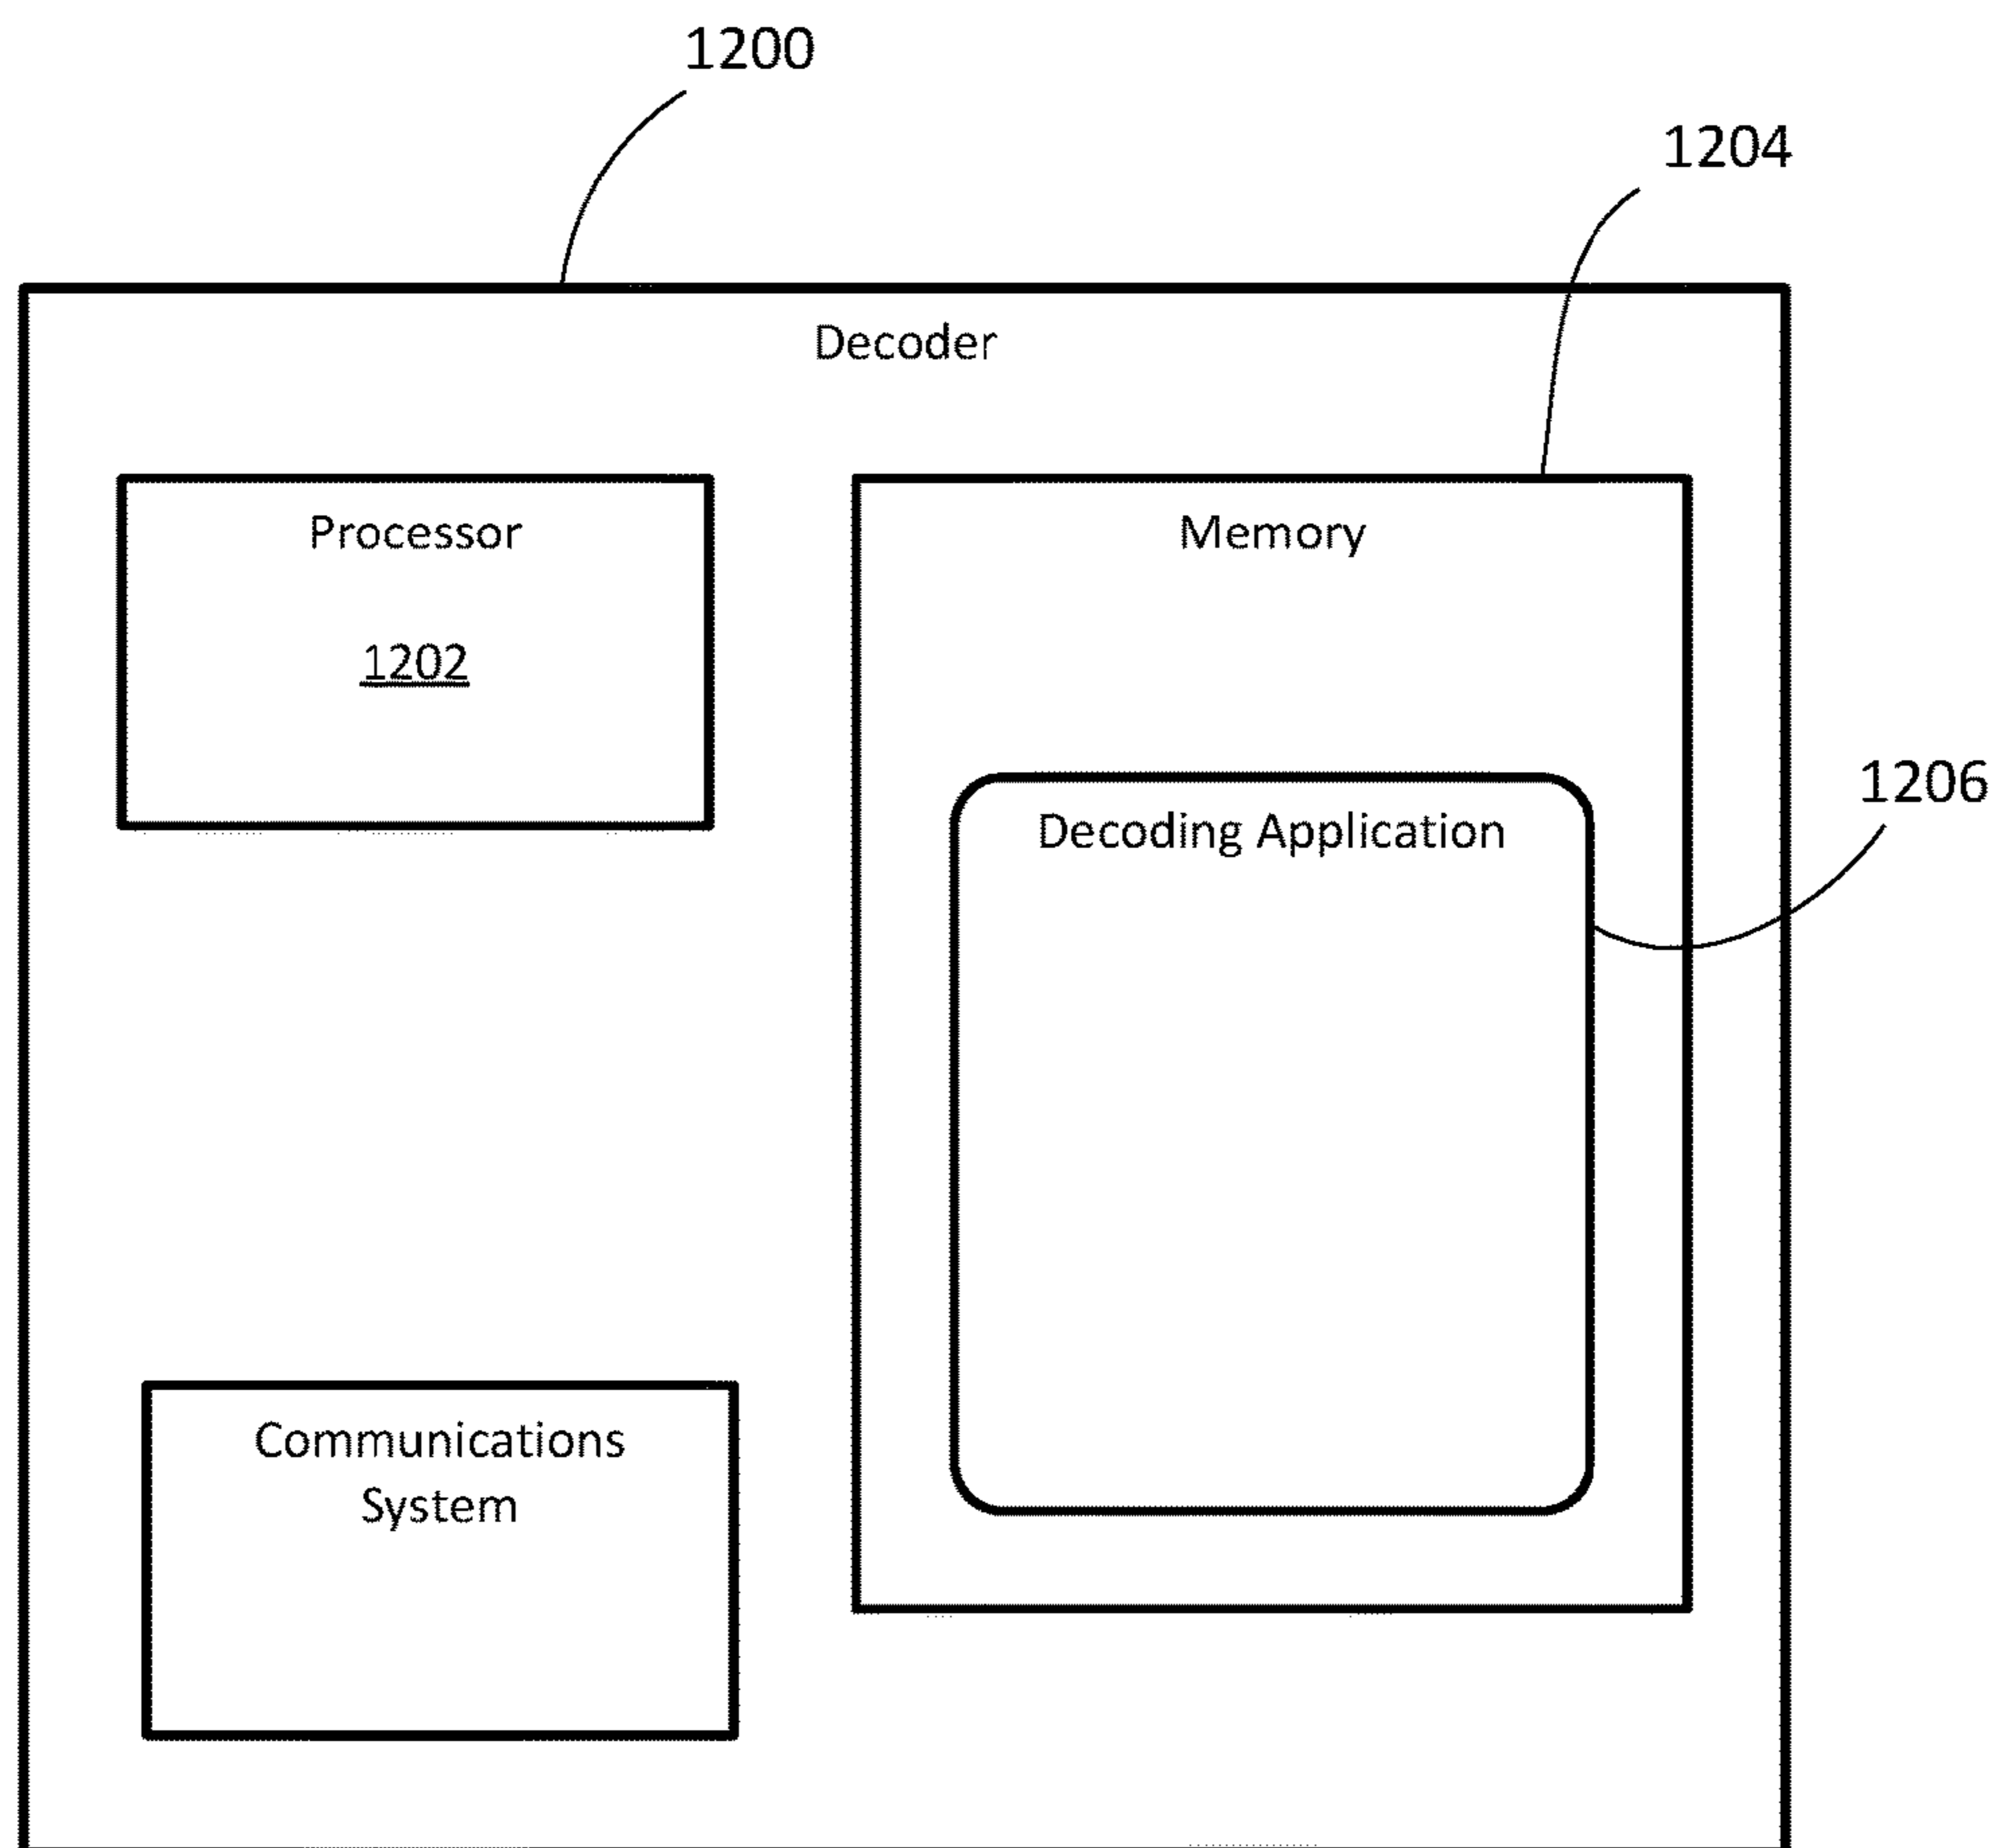 1200
1204
Decoder
Processor
1202
Memory
Decoding Application
1206
Communications
System